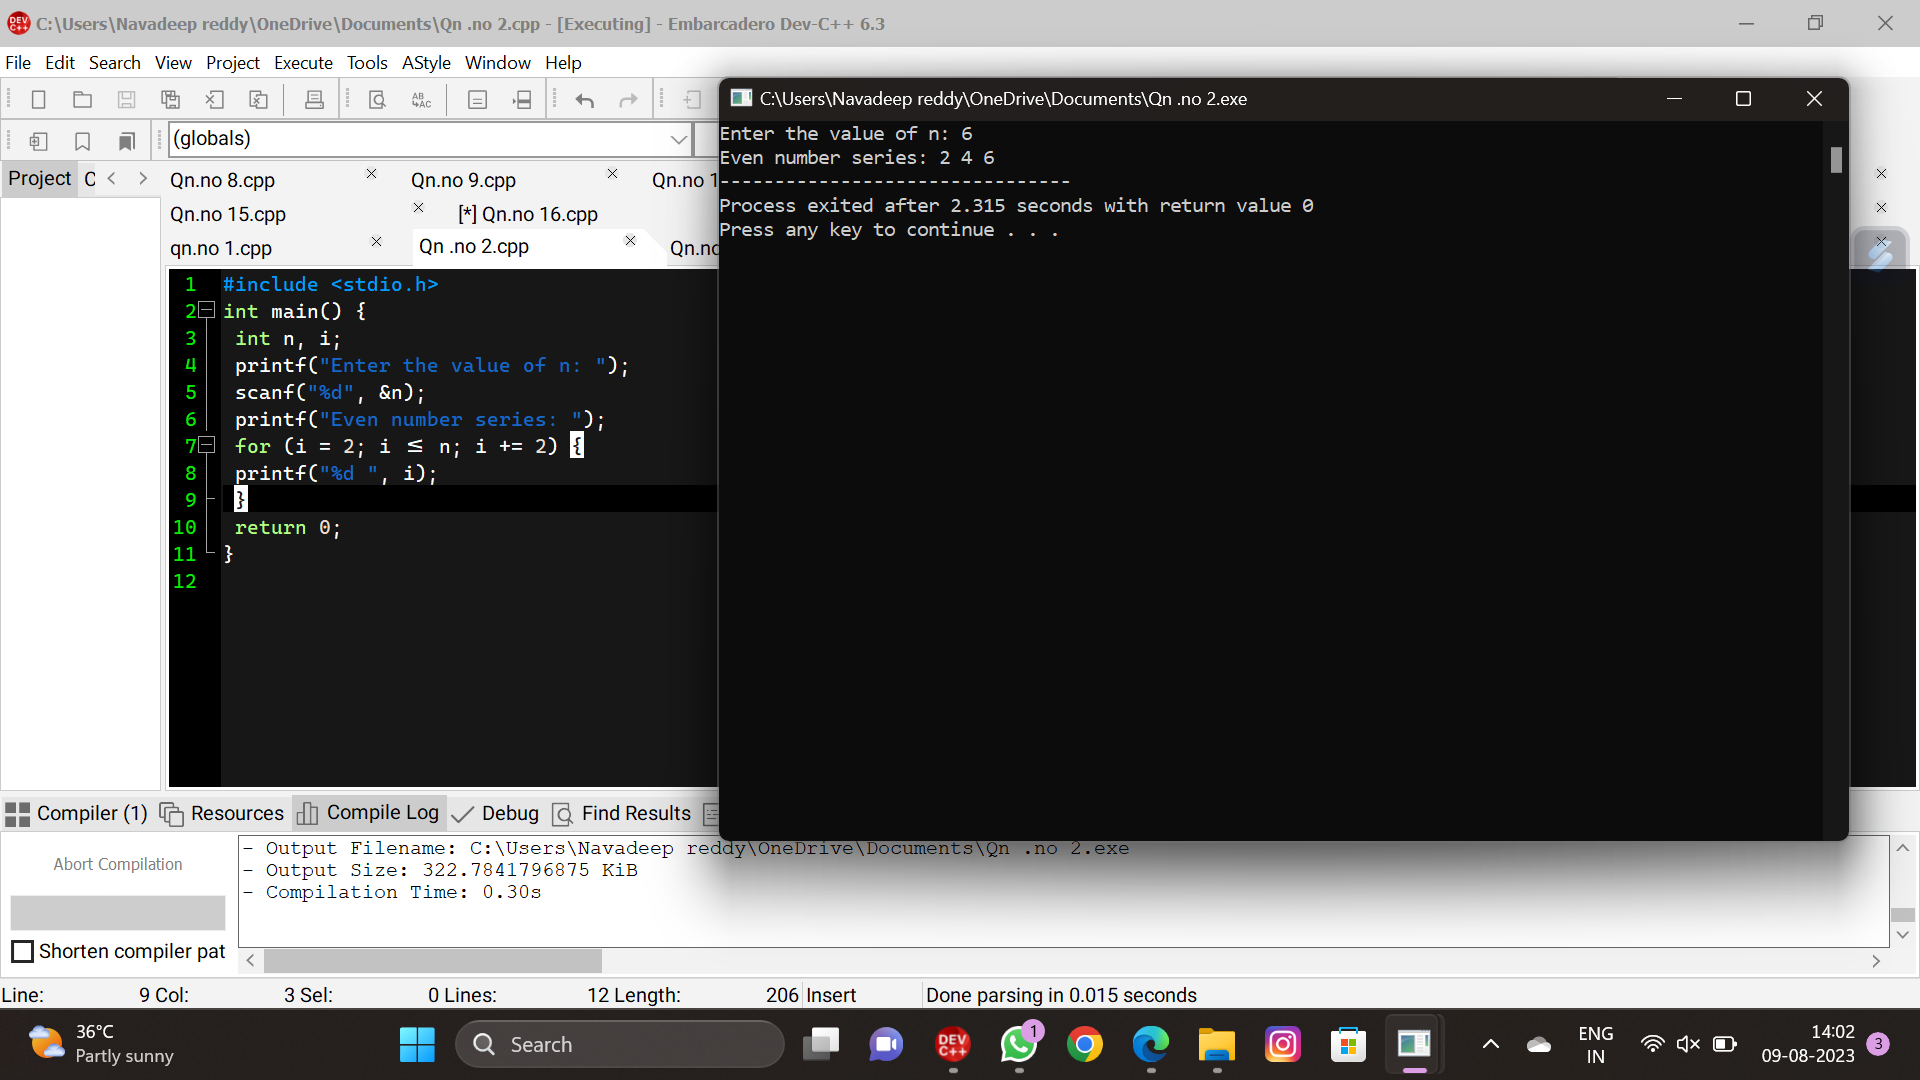 C:\Users\Navadeep reddy\OneDrive\Documents\Qn .no 2.cpp - [Executing] - Embarcadero Dev-C++ 6.3
File Edit Search View Project Execute Tools AStyle Window Help
(globals)
Project C
Qn.no 8.cpp Qn.no 9.cpp Qn.no 1
Qn.no 15.cpp [*] Qn.no 16.cpp
qn.no 1.cpp Qn .no 2.cpp Qn.no
1 #include <stdio.h>
2 int main() {
3 int n, i;
4 printf("Enter the value of n: ");
5 scanf("%d", &n);
6 printf("Even number series: ");
7 for (i = 2; i ≤ n; i += 2) {
8 printf("%d ", i);
9 }
10 return 0;
11 }
12
C:\Users\Navadeep reddy\OneDrive\Documents\Qn .no 2.exe
Enter the value of n: 6
Even number series: 2 4 6
--------------------------------
Process exited after 2.315 seconds with return value 0
Press any key to continue . . .
Compiler (1) Resources Compile Log Debug Find Results
Abort Compilation
Shorten compiler pat
- Output Filename: C:\Users\Navadeep reddy\OneDrive\Documents\Qn .no 2.exe
- Output Size: 322.7841796875 KiB
- Compilation Time: 0.30s
Line: 9 Col: 3 Sel: 0 Lines: 12 Length: 206 Insert Done parsing in 0.015 seconds
36°C
Partly sunny
Search
DEV C++
1
ENG
IN
14:02
09-08-2023
3